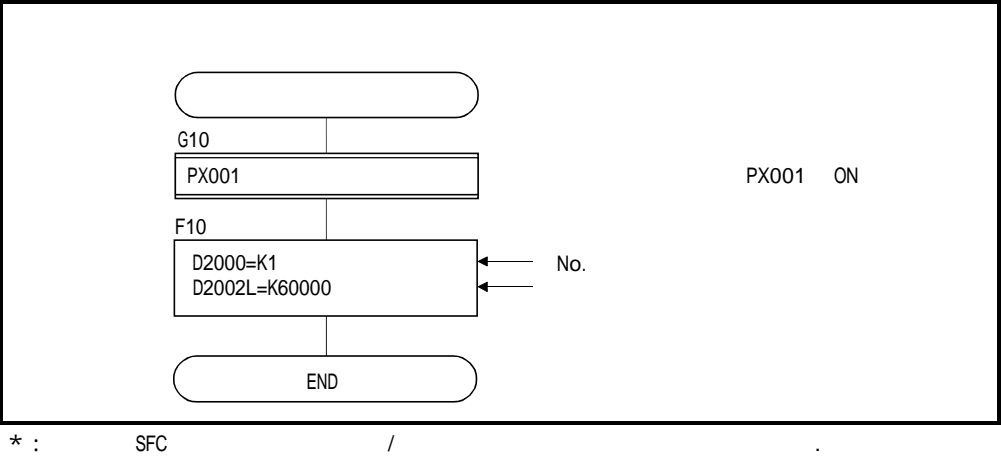 G10
PX001
PX001 ON
F10
D2000=K1
No.
D2002L=K60000
END
* : SFC / .